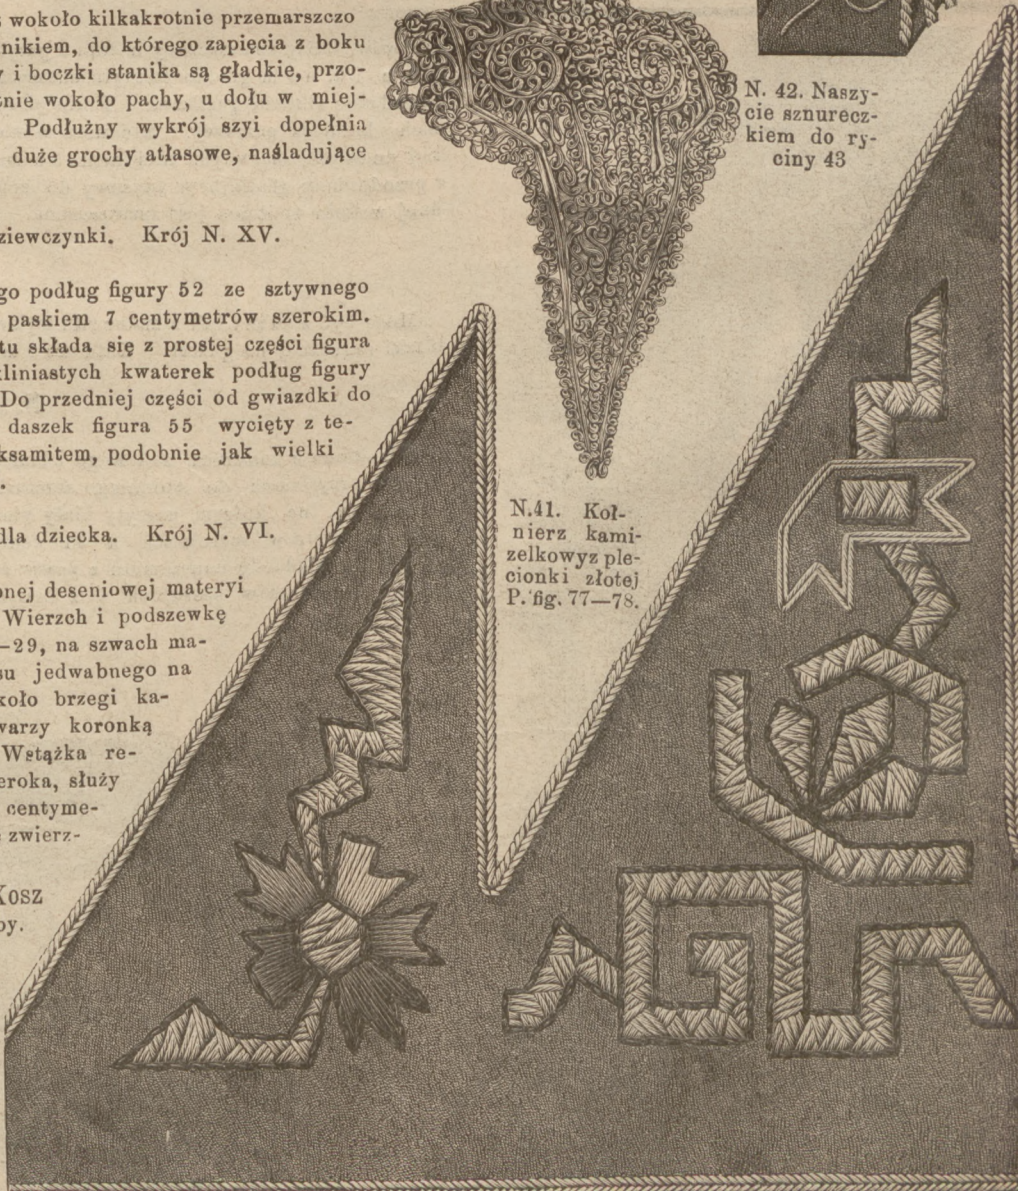 wokoło kilkakrotnie przemarszczo
nikiem, do którego zapięcia z boku
i boczki stanika są gładkie, przo-
tnie wokoło pachy, u dołu w miej-
Podłużny wykrój szyi dopełnia
duże grochy atłasowe, naśladujące
ziewczynki. Krój N. XV.
go podług figury 52 ze sztywnego
paskiem 7 centymetrów szerokim.
tu składa się z prostej części figura
kliniastych kwaterek podług figury
Do przedniej części od gwiazdki do
daszek figura 55 wycięty z te-
ksamitem, podobnie jak wielki
dla dziecka. Krój N. VI.
onej deseniowej materyi
Wierzch i podszewkę
—29, na szwach ma-
su jedwabnego na
koło brzegi ka-
warzy koronką
Wstążka re-
eroka, służy
centyme-
zwierz-
Kosz
by.
N. 42. Naszy-
cie sznurecz-
kiem do ry-
ciny 43
N.41. Koł-
nierz kami-
zelkowy z ple-
cionki złotej
P. fig. 77—78.